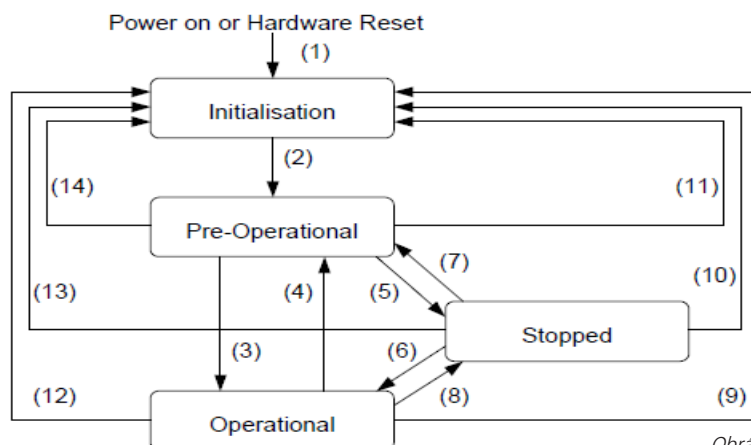 Power on or Hardware Reset
(1)
Initialisation
(2)
(14)
(11)
Pre-Operational
(7)
(13)
(4)
(5)
(10)
Stopped
(3)
(6)
(12)
(8)
(9)
Operational
Obrá